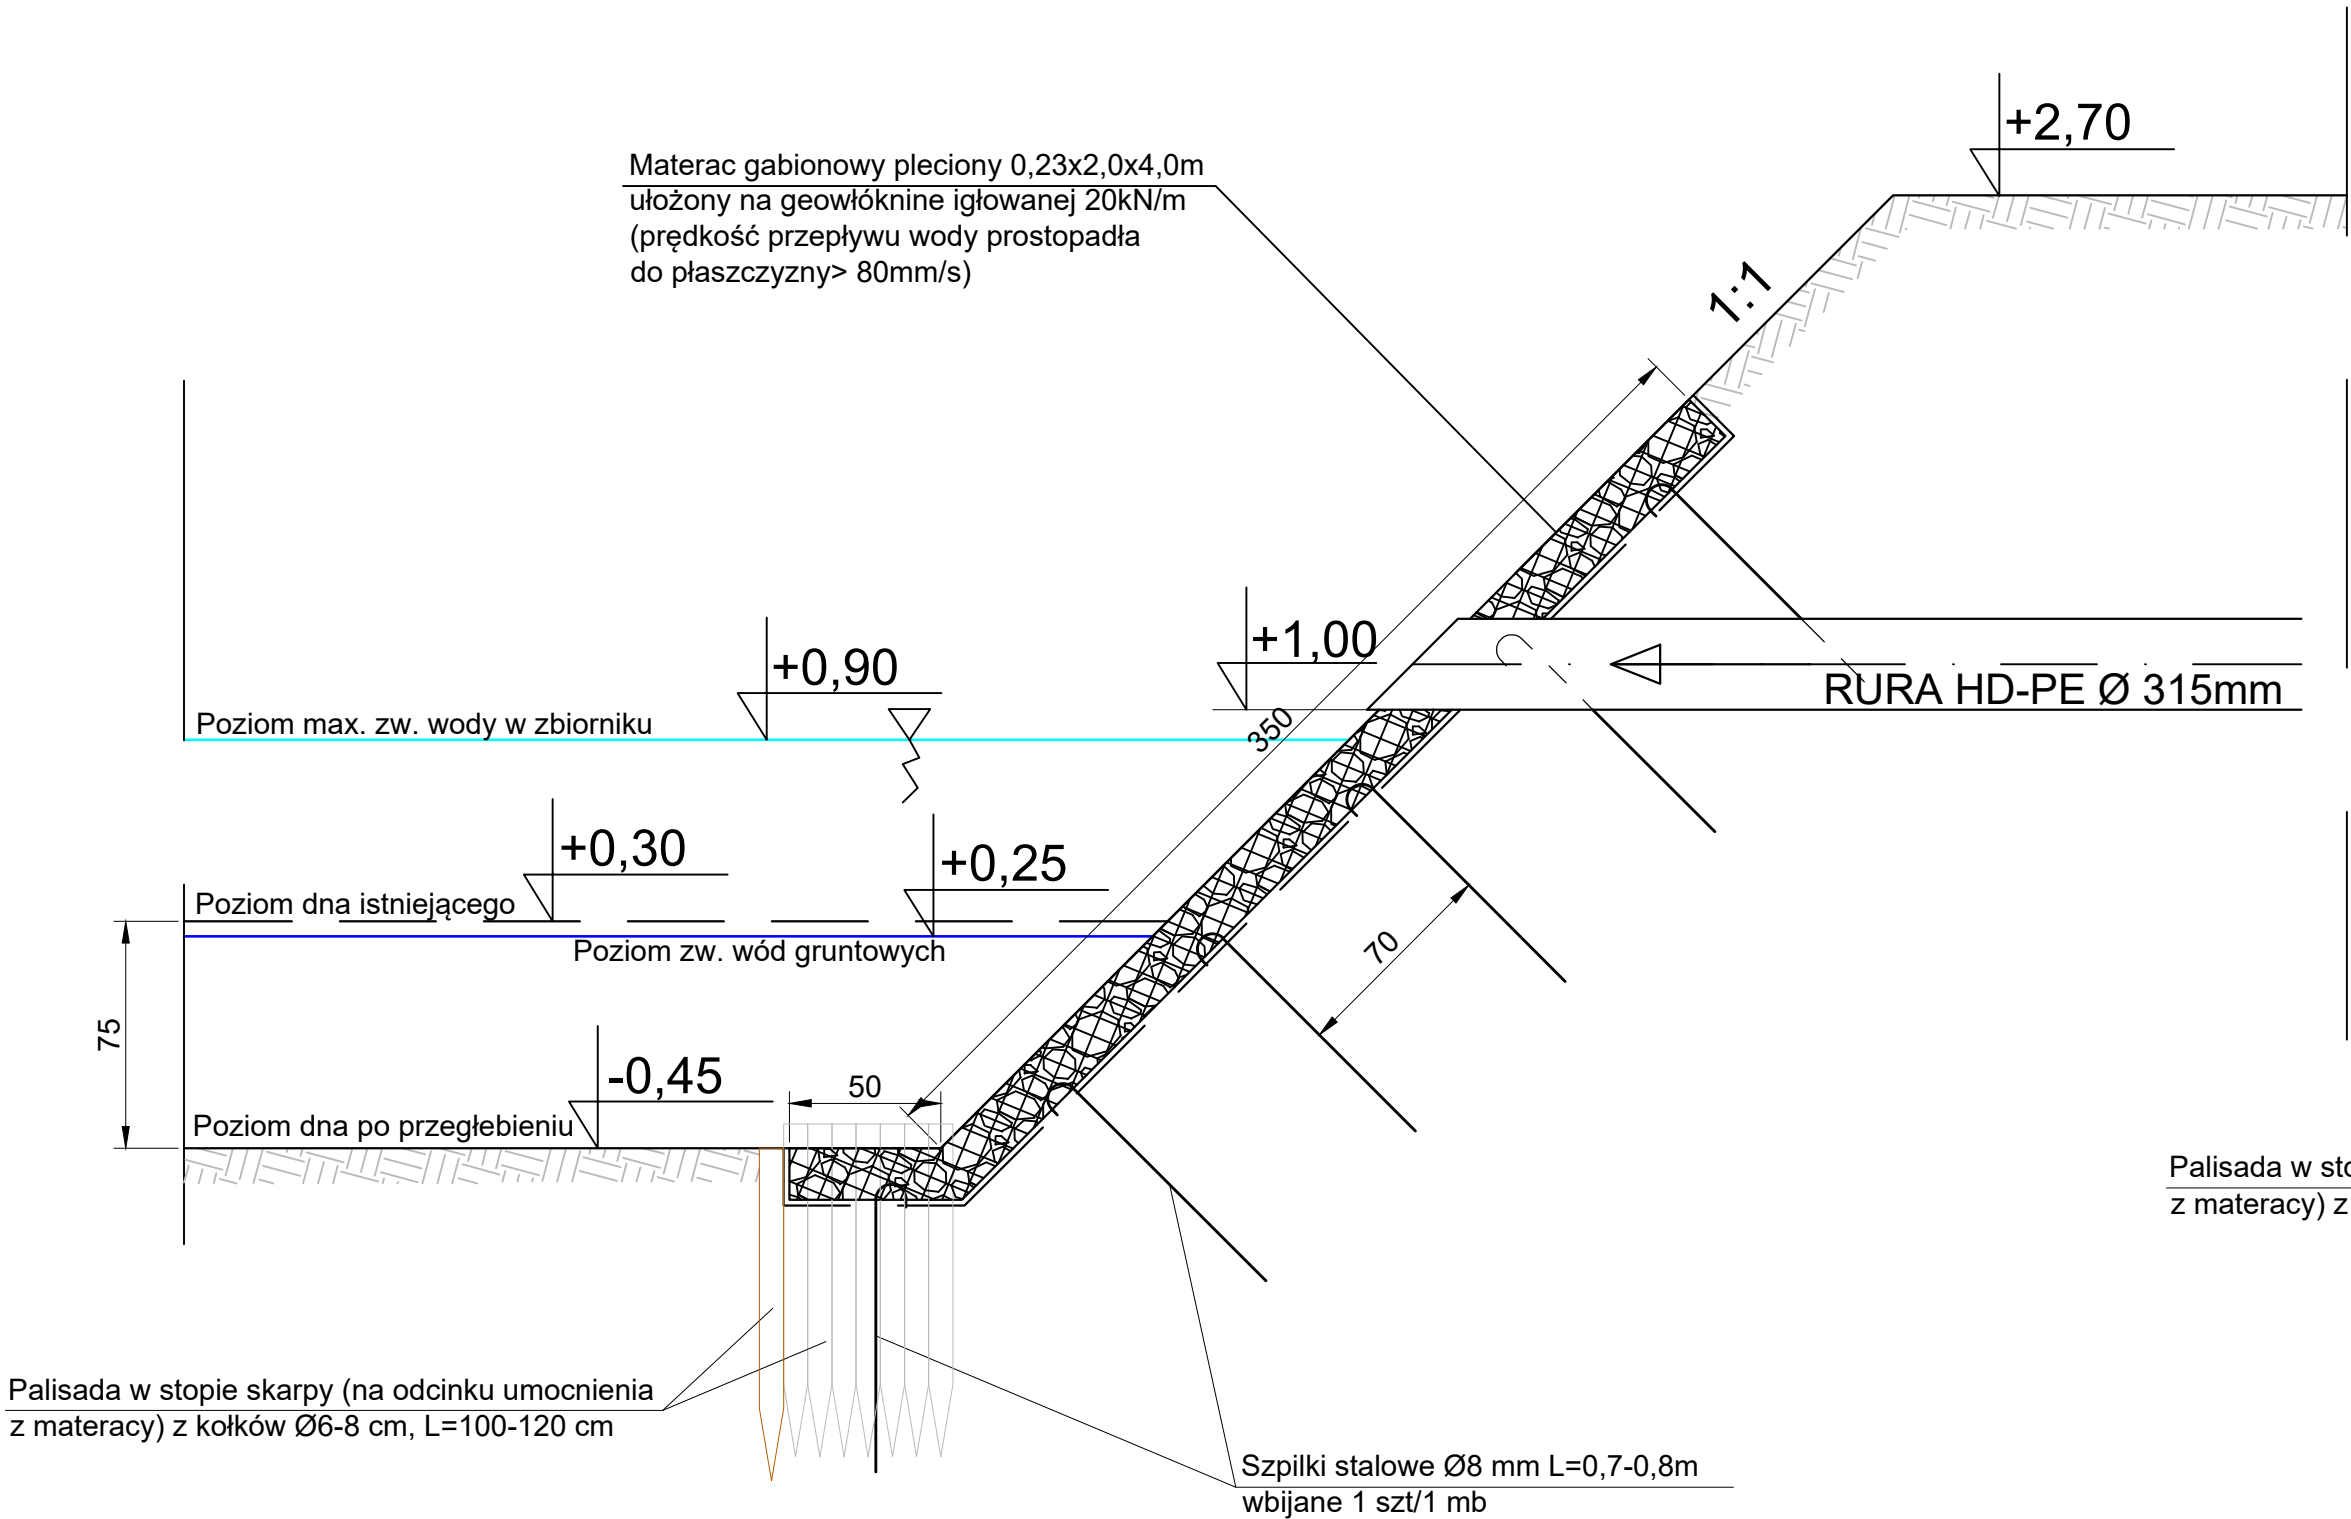 +2,70
Materac gabionowy pleciony 0,23x2,0x4,0m
ułożony na geowłóknine igłowanej 20kN/m
(prędkość przepływu wody prostopadła
do płaszczyzny> 80mm/s)
1:1
+1,00
+0,90
RURA HD-PE Ø 315mm
Poziom max. zw. wody w zbiorniku
350
+0,30
+0,25
Poziom dna istniejącego
Poziom zw. wód gruntowych
70
75
-0,45
50
Poziom dna po przegłebieniu
Palisada w sto
z materacy) z
Palisada w stopie skarpy (na odcinku umocnienia
z materacy) z kołków Ø6-8 cm, L=100-120 cm
Szpilki stalowe Ø8 mm L=0,7-0,8m
wbijane 1 szt/1 mb